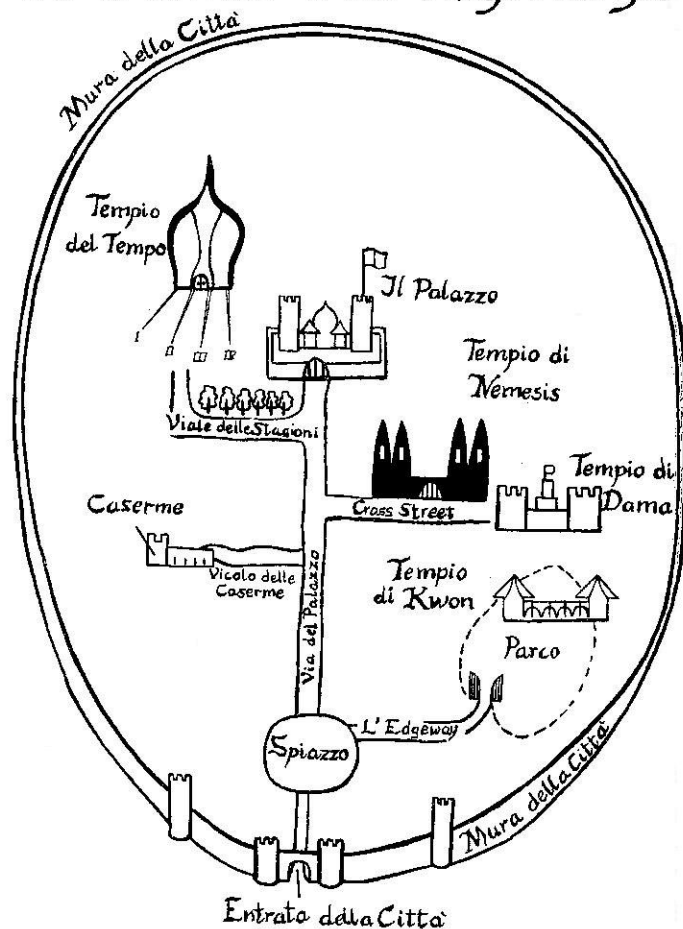 Mura della Città
Tempio
del Tempo
I
II
III
IV
Il Palazzo
Tempio di
Nemesis
Viale delle Stagioni
Tempio di
Dama
Cross Street
Caserme
Vicolo delle
Caserme
Tempio
di Kwon
Parco
Via del Palazzo
L'Edgeway
Spiazzo
Mura della Città
Entrata della Città